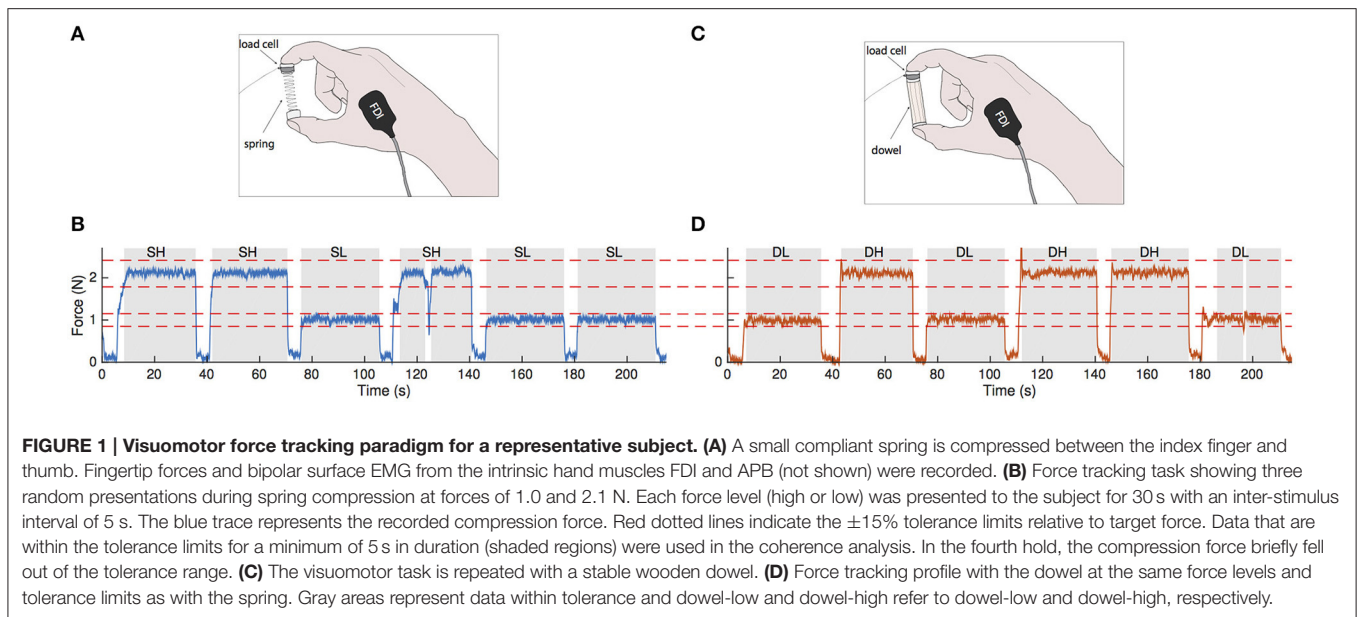 A
load cell
spring
FDI
C
load cell
dowel
FDI
B
SH SH SL SH SL SL
Force (N)
2
1
0
0 20 40 60 80 100 120 140 160 180 200
Time (s)
D
DL DH DL DH DH DL
2
1
0
0 20 40 60 80 100 120 140 160 180 200
Time (s)
FIGURE 1 | Visuomotor force tracking paradigm for a representative subject. (A) A small compliant spring is compressed between the index finger and
thumb. Fingertip forces and bipolar surface EMG from the intrinsic hand muscles FDI and APB (not shown) were recorded. (B) Force tracking task showing three
random presentations during spring compression at forces of 1.0 and 2.1 N. Each force level (high or low) was presented to the subject for 30 s with an inter-stimulus
interval of 5 s. The blue trace represents the recorded compression force. Red dotted lines indicate the ±15% tolerance limits relative to target force. Data that are
within the tolerance limits for a minimum of 5 s in duration (shaded regions) were used in the coherence analysis. In the fourth hold, the compression force briefly fell
out of the tolerance range. (C) The visuomotor task is repeated with a stable wooden dowel. (D) Force tracking profile with the dowel at the same force levels and
tolerance limits as with the spring. Gray areas represent data within tolerance and dowel-low and dowel-high refer to dowel-low and dowel-high, respectively.